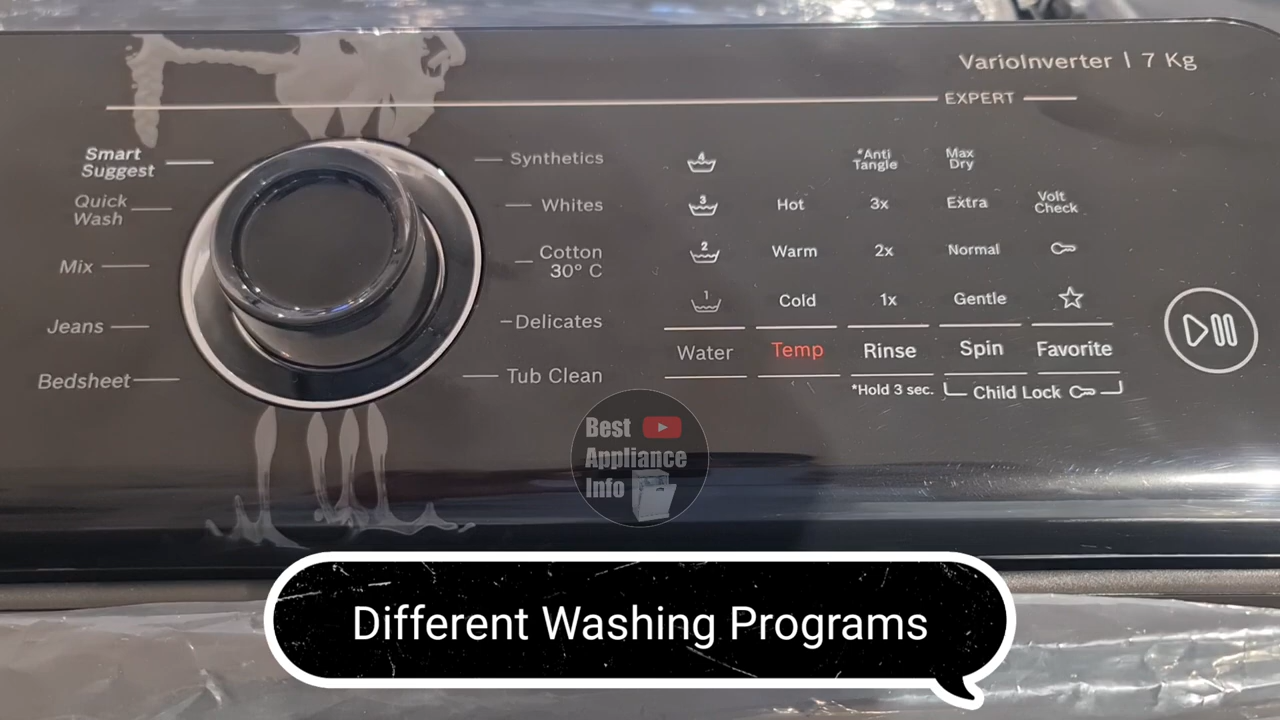 VarioInverter | 7 Kg
EXPERT
Smart
Suggest
Quick
Wash
Mix
Jeans
Bedsheet
Synthetics
Whites
Cotton
30° C
Delicates
Tub Clean
4
*Anti
Tangle
Max
Dry
3
Hot
3x
Extra
Volt
Check
2
Warm
2x
Normal
1
Cold
1x
Gentle
Water
Temp
Rinse
Spin
Favorite
*Hold 3 sec.
Child Lock
Best
Appliance
Info
Different Washing Programs